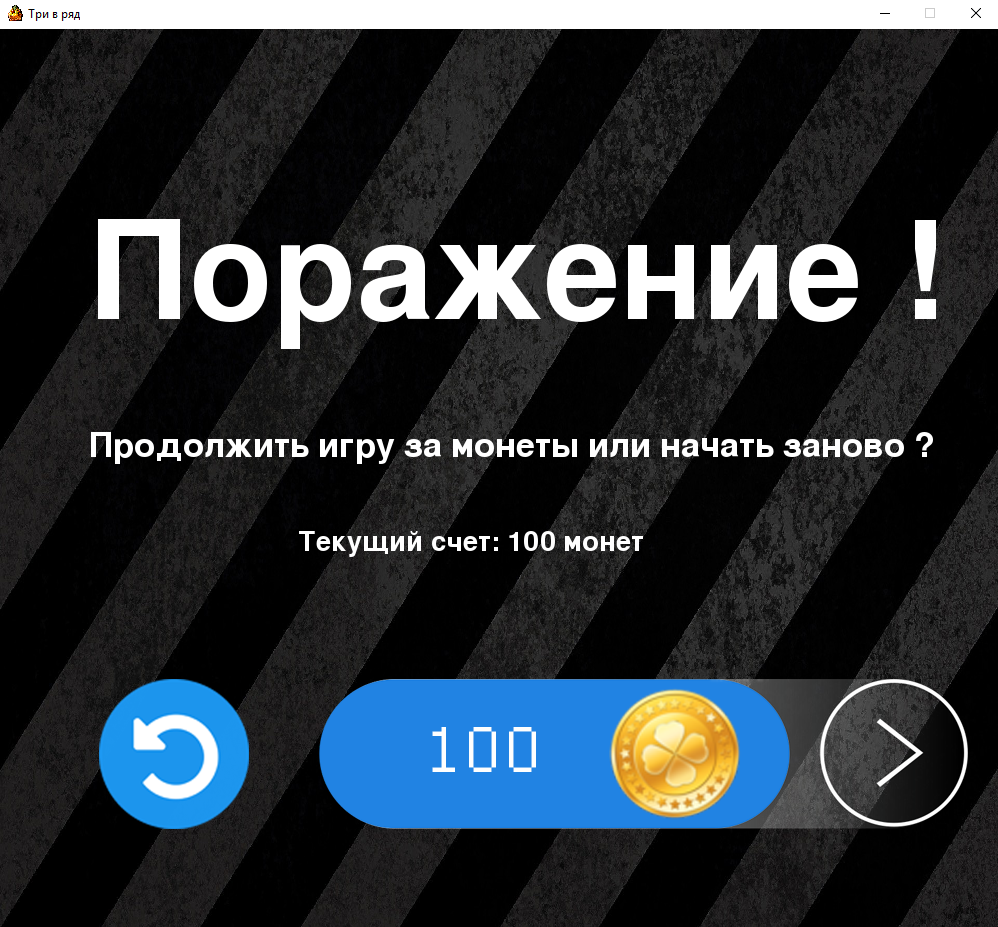 Три в ряд
Поражение !
Продолжить игру за монеты или начать заново ?
Текущий счет: 100 монет
100